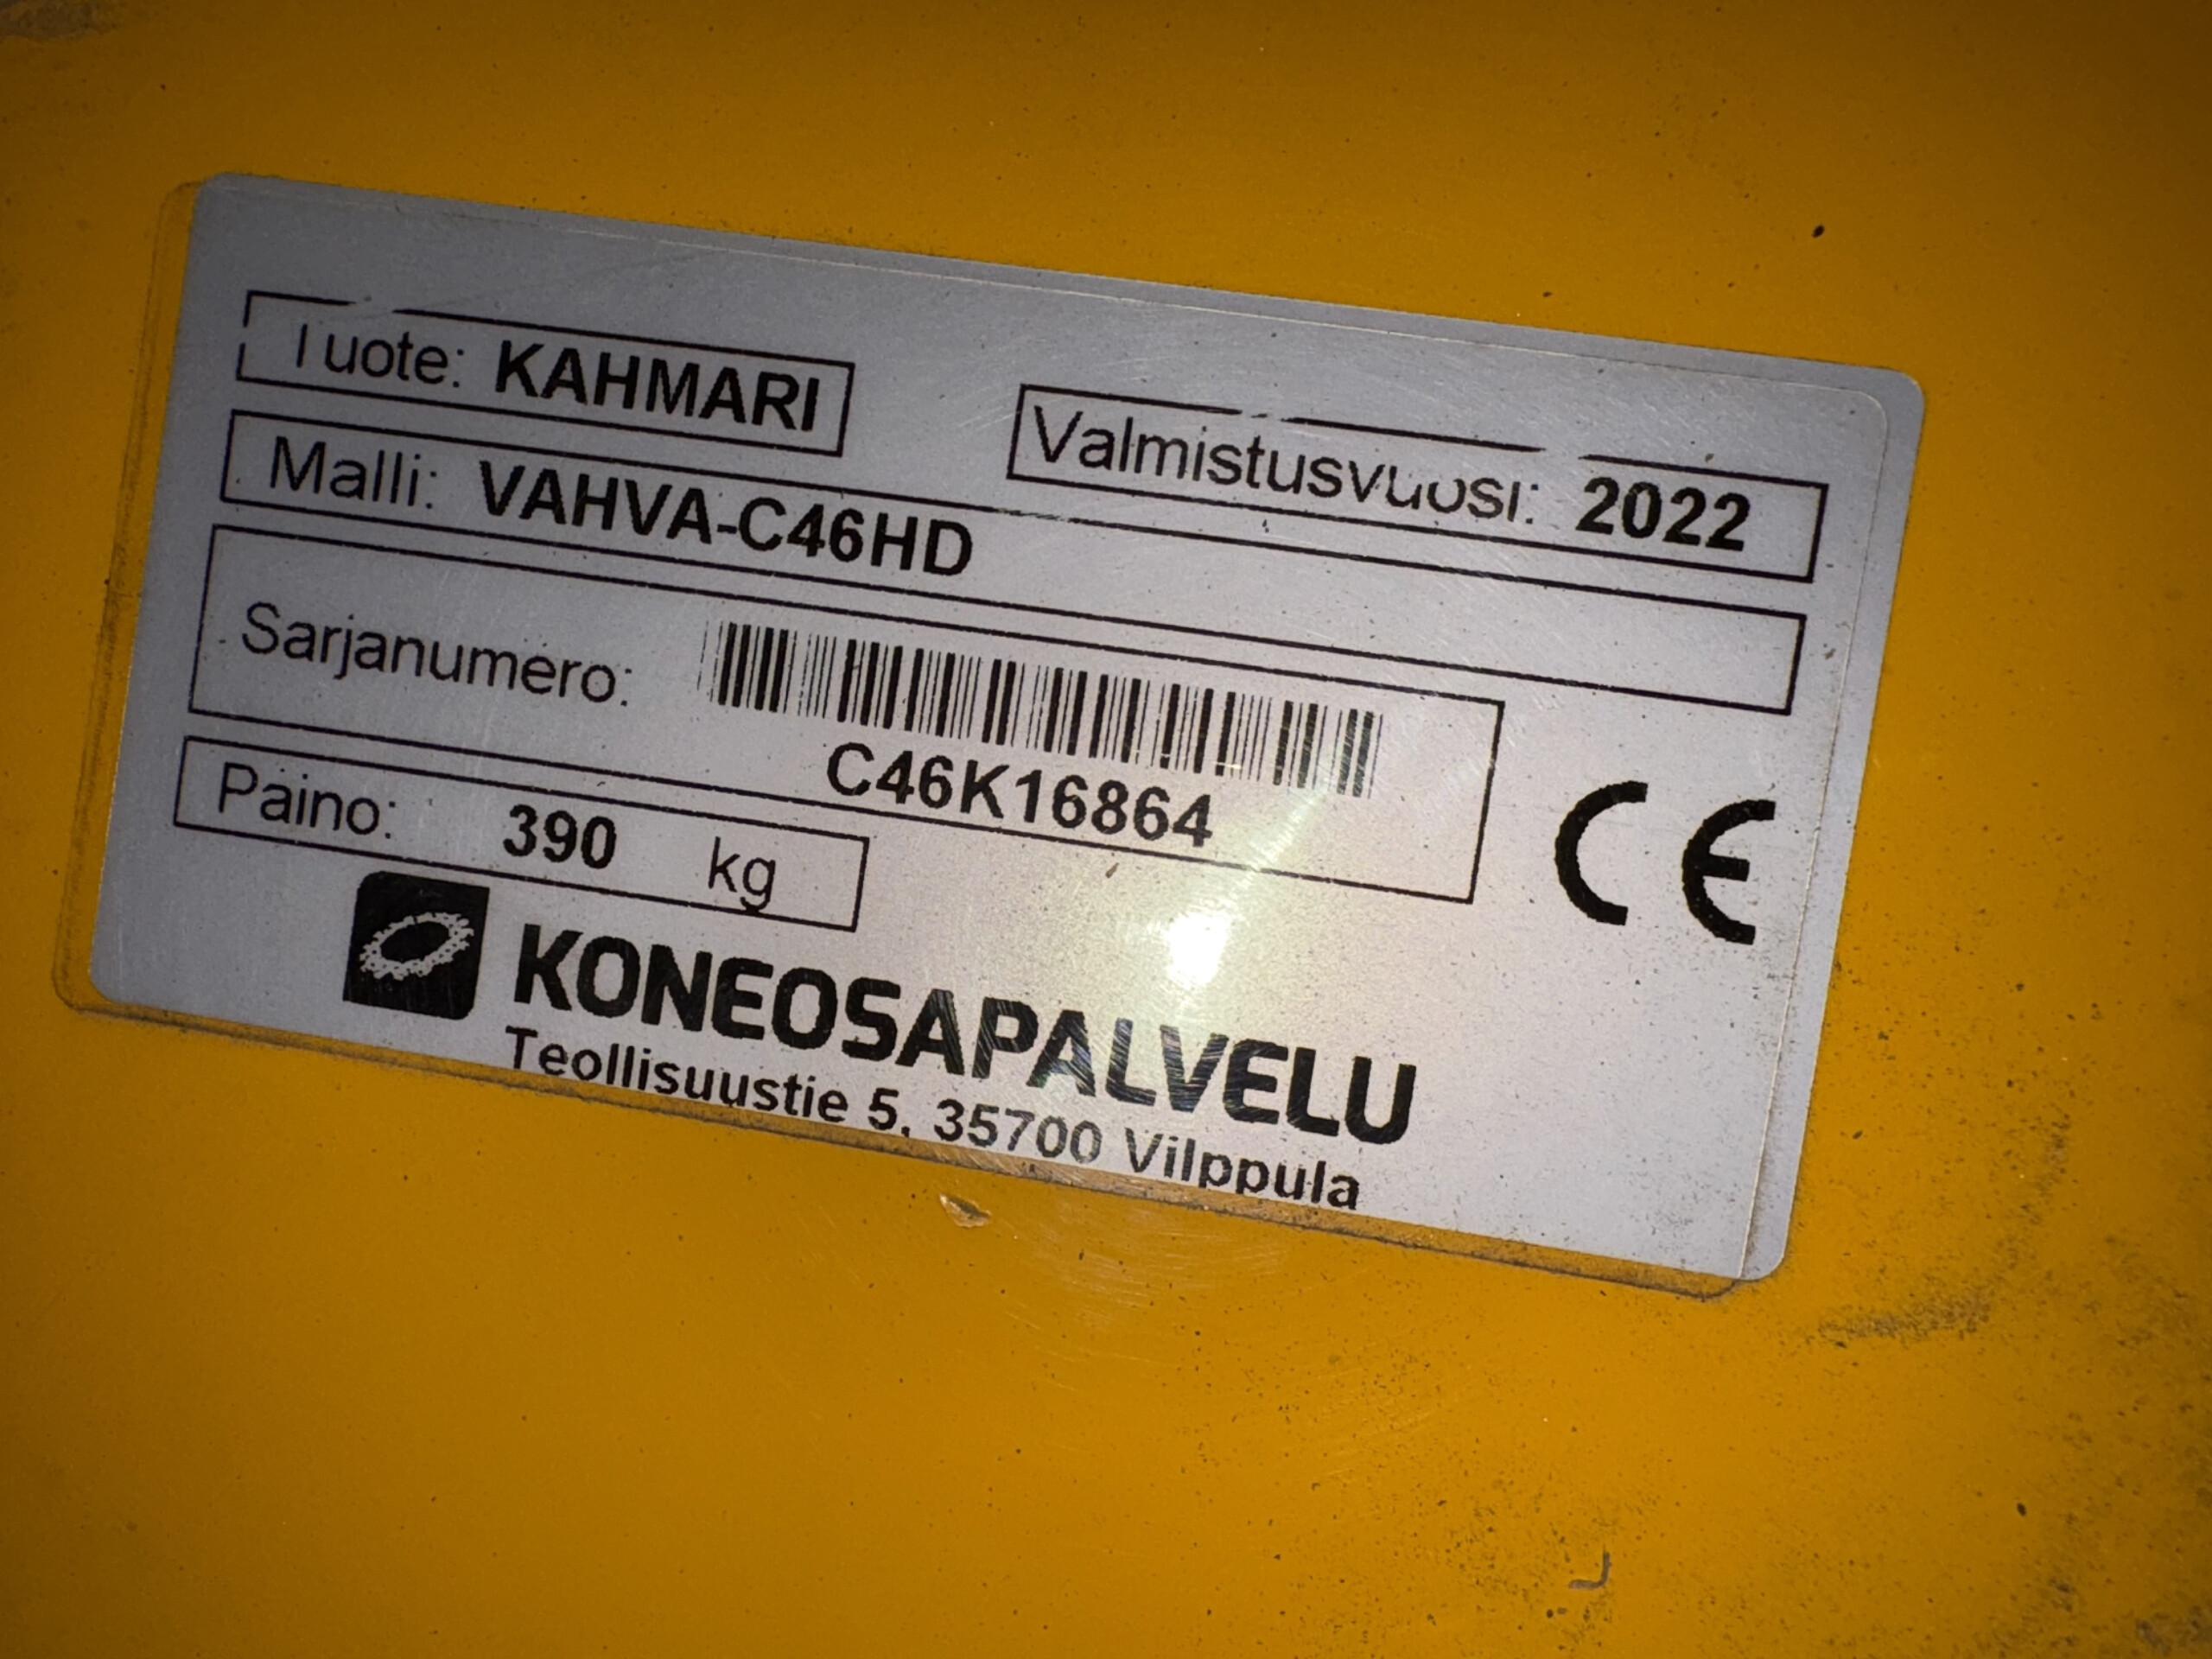 Tuote: KAHMARI
Valmistusvuosi: 2022
Malli: VAHVA-C46HD
Sarjanumero:
C46K16864
Paino: 390 kg
CE
KONEOSAPALVELU
Teollisuustie 5, 35700 Vilppula